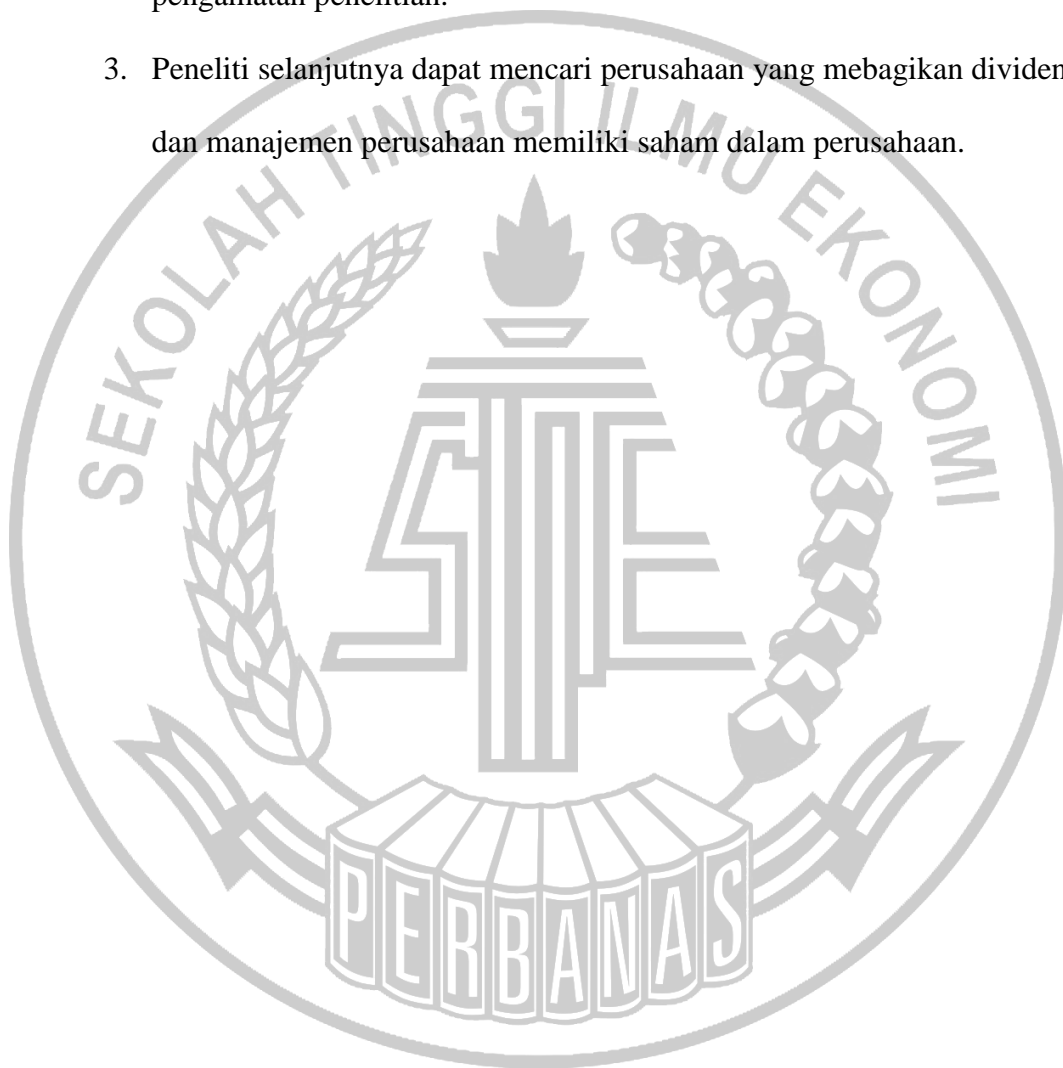 pengamatan penelitian.
3. Peneliti selanjutnya dapat mencari perusahaan yang mebagikan dividen
dan manajemen perusahaan memiliki saham dalam perusahaan.
SEKOLAH TINGGI ILMU EKONOMI
STIE
PERBANAS